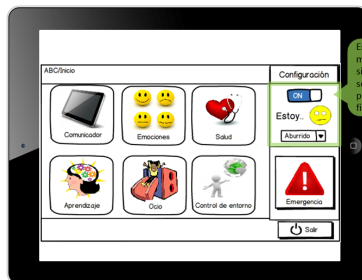 ABC/Inicio
Configuración
ON
Estoy..
Aburrido
Comunicador
Emociones
Salud
Aprendizaje
Ocio
Control de entorno
Emergencia
Salir